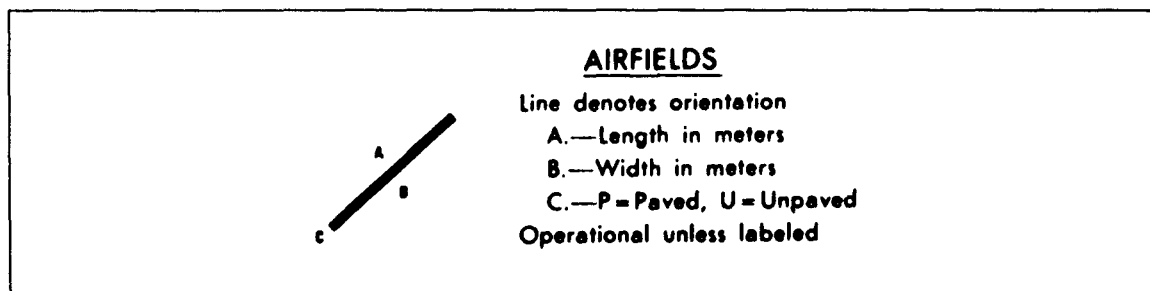 AIRFIELDS
Line denotes orientation
A.—Length in meters
B.—Width in meters
C.—P=Paved, U=Unpaved
Operational unless labeled
A
B
C